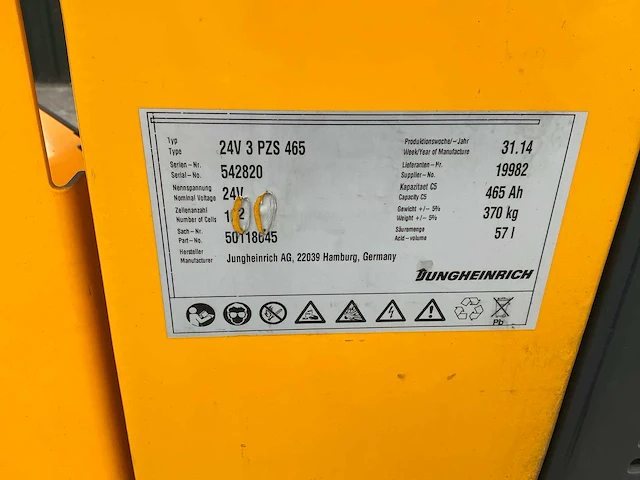 Typ
Type
24V 3 PZS 465
Produktionswoche/-Jahr
Week/Year of Manufacture
31.14
Serien-Nr.
Serial-No.
542820
Lieferanten-Nr.
Supplier-No.
19982
Nennspannung
Nominal Voltage
24V
Kapazitaet C5
Capacity C5
465 Ah
Zellenanzahl
Number of Cells
Gewicht +/- 5%
Weight +/- 5%
370 kg
Sach-Nr.
Part-No.
50118645
Säuremenge
Acid-volume
57 l
Hersteller
Manufacturer
Jungheinrich AG, 22039 Hamburg, Germany
JUNGHEINRICH
Pb